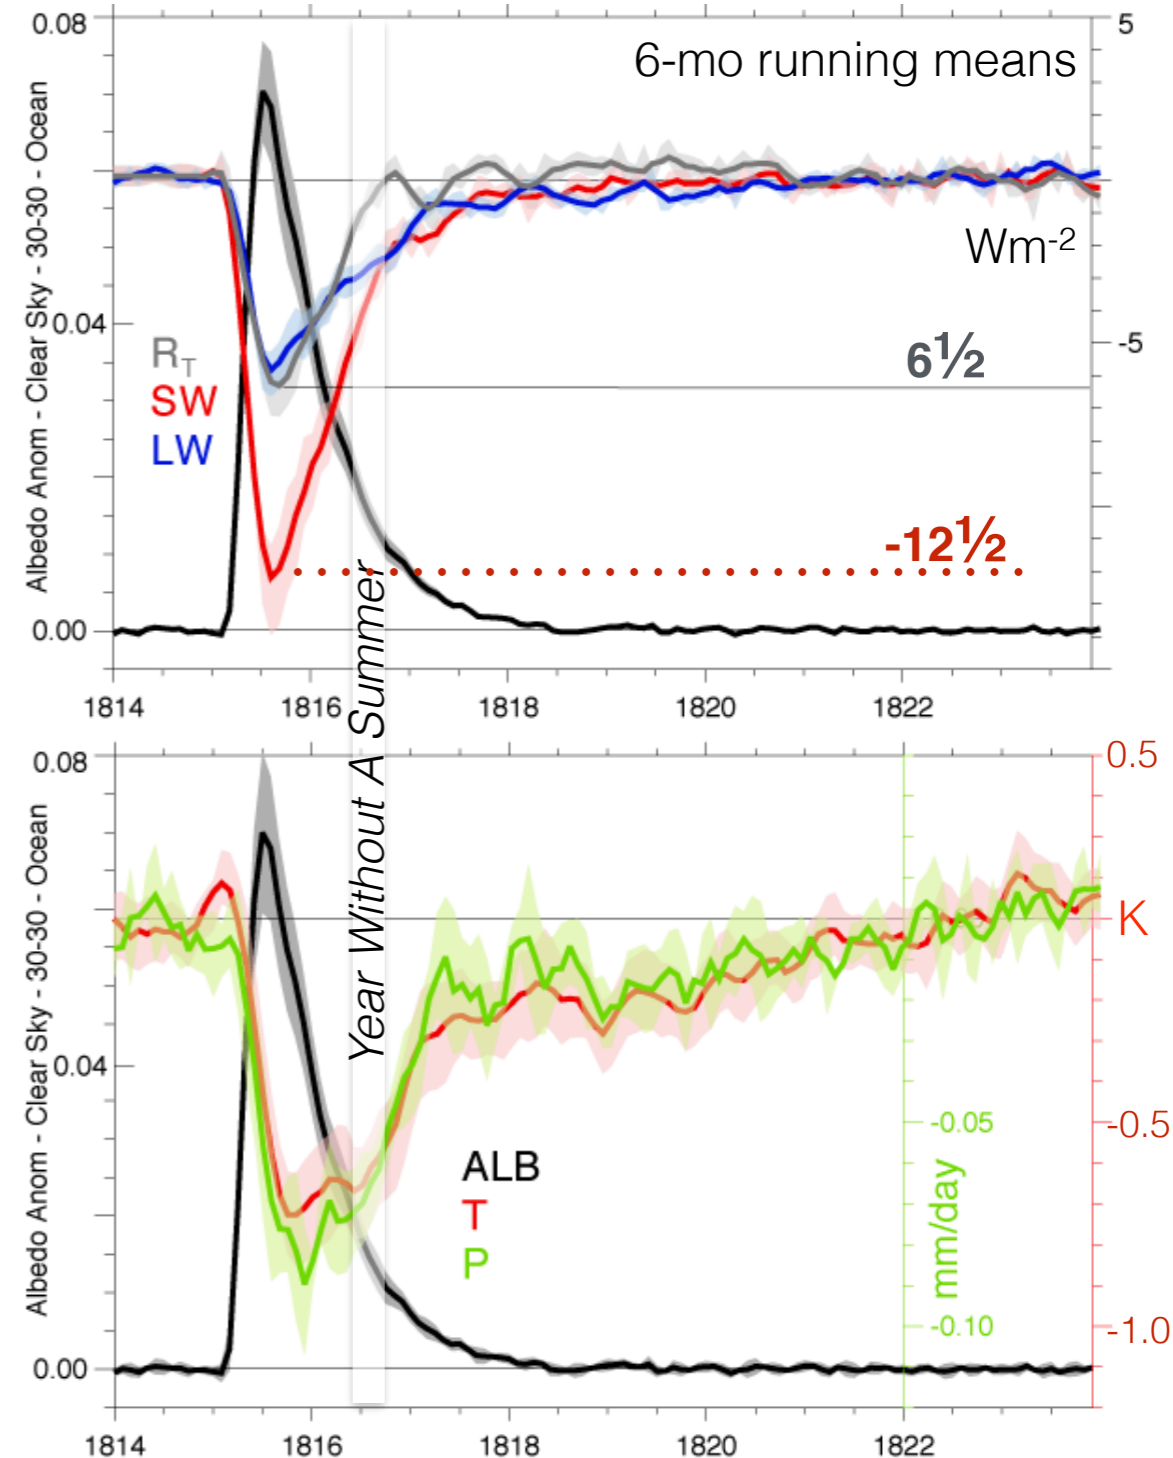 0.08
5
6-mo running means
Albedo Anom - Clear Sky - 30-30 - Ocean
Wm-2
0.04
-5
RT
SW
LW
6½
-12½
0.00
1814
1816
1818
1820
1822
Year Without A Summer
0.08
0.5
Albedo Anom - Clear Sky - 30-30 - Ocean
K
0.04
-0.05
-0.5
ALB
T
P
mm/day
-0.10
-1.0
0.00
1814
1816
1818
1820
1822